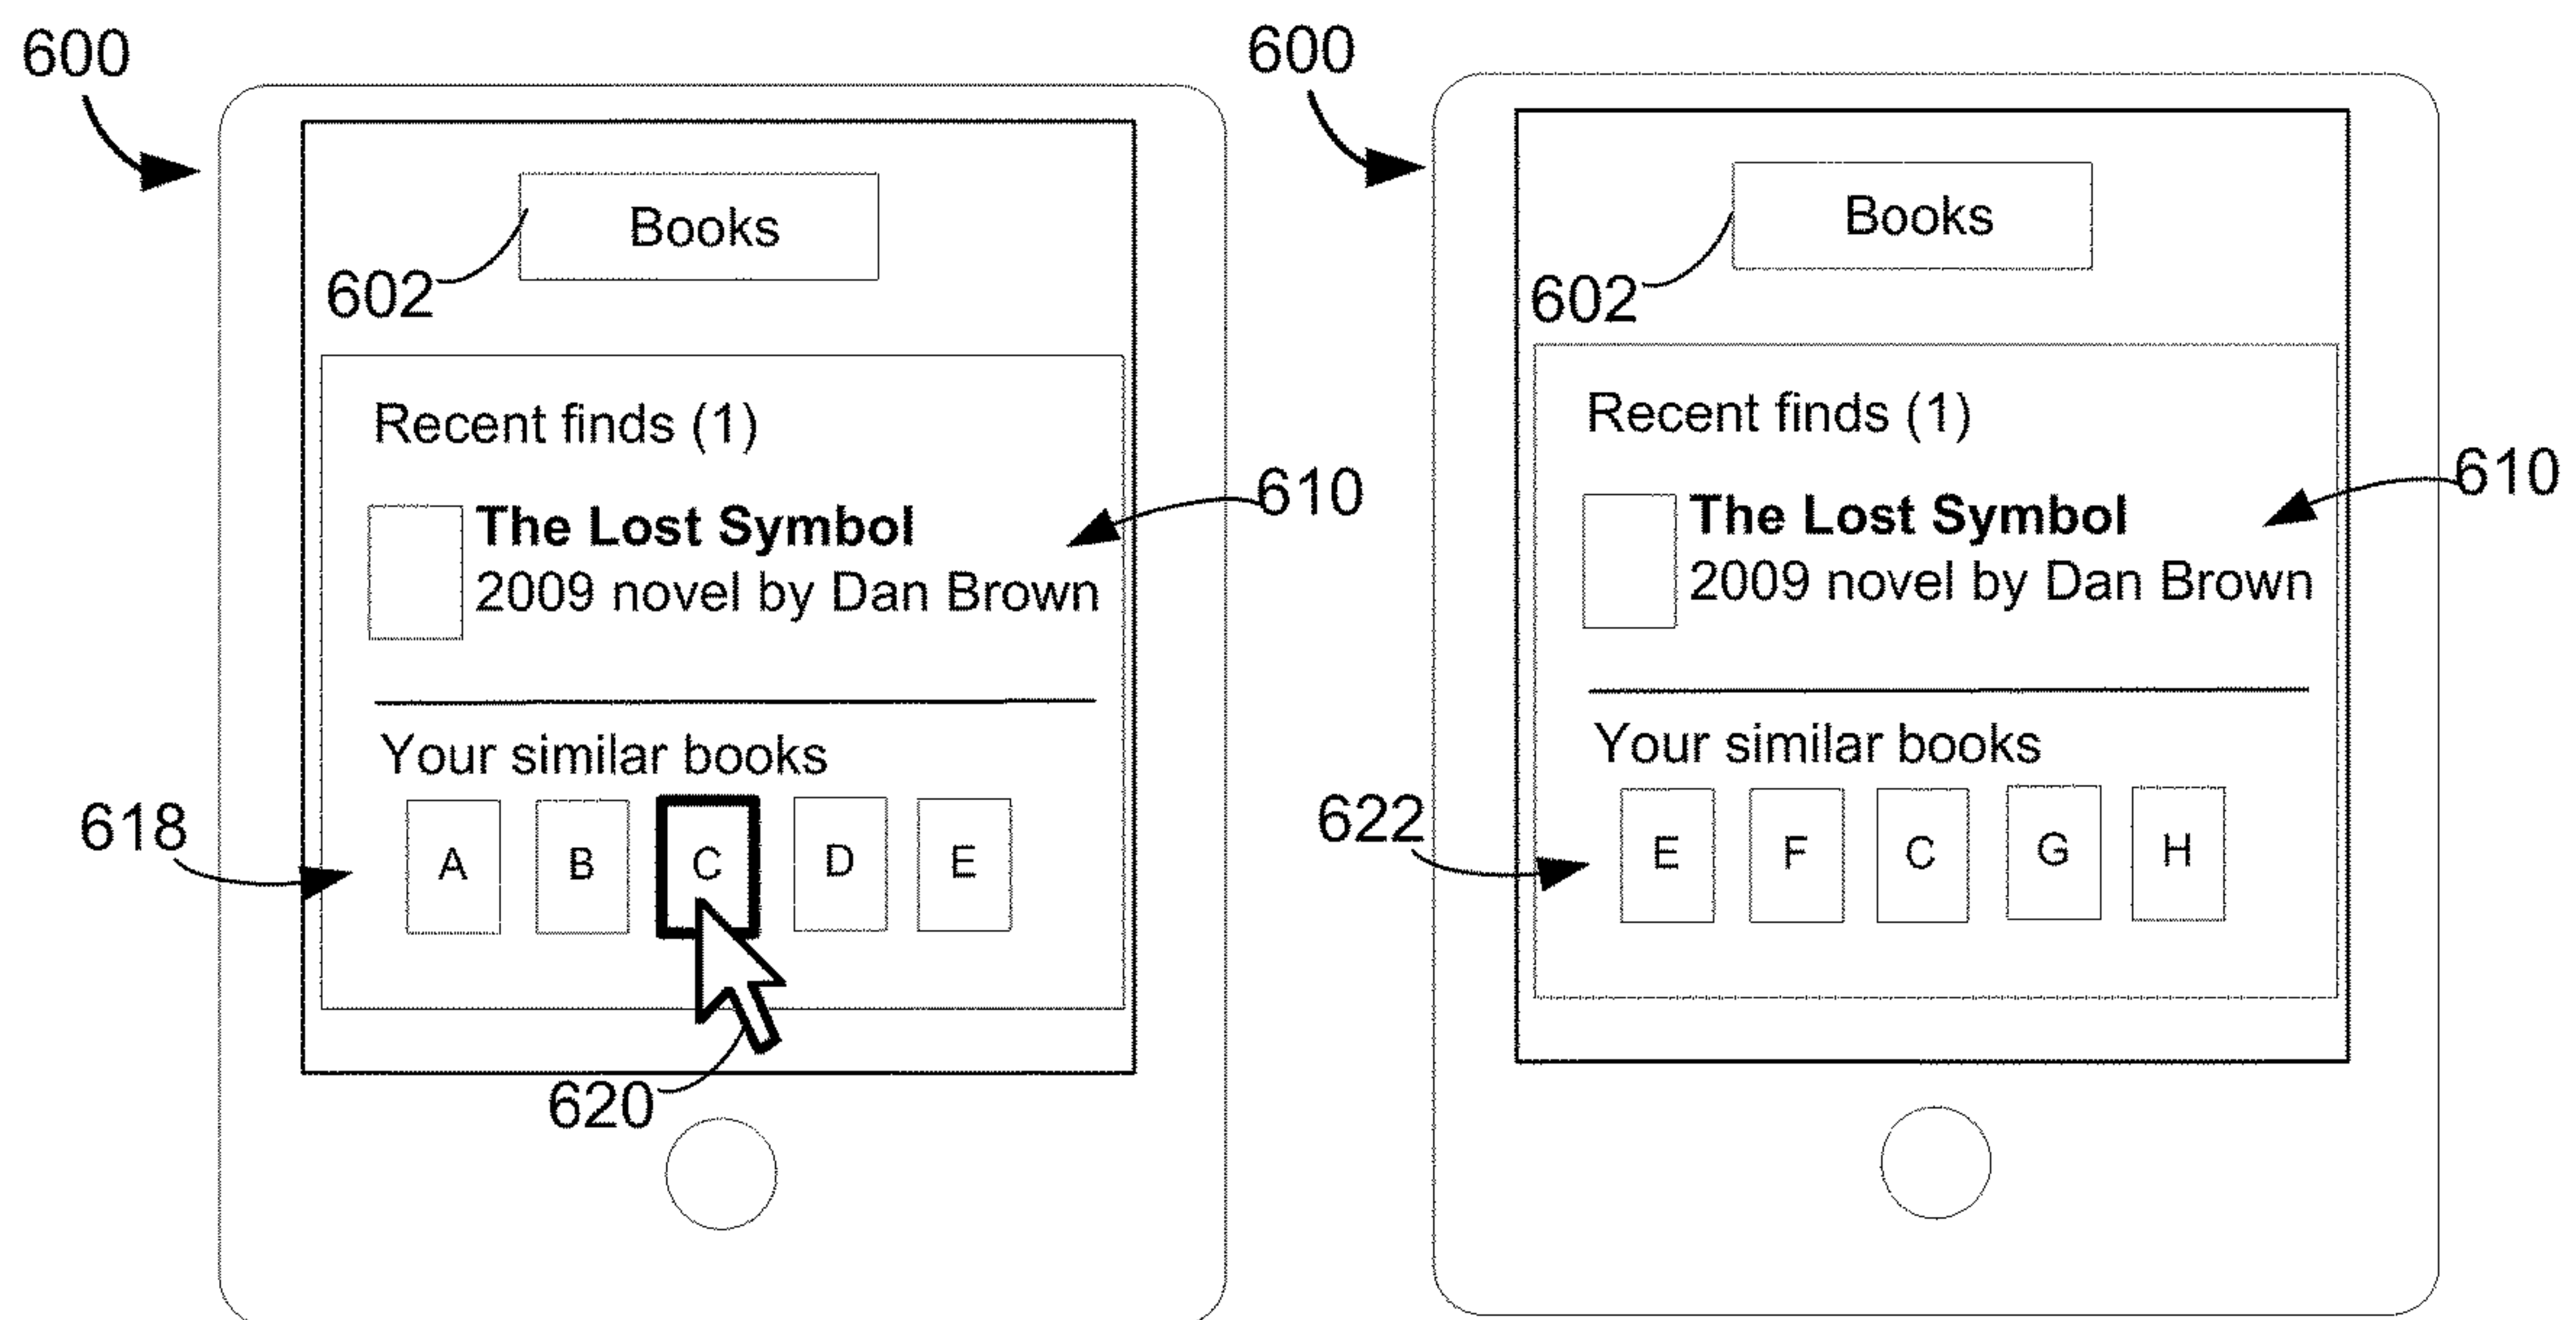 600
Books
602
Recent finds (1)
The Lost Symbol
2009 novel by Dan Brown
610
Your similar books
618
A B C D E
620
600
Books
602
Recent finds (1)
The Lost Symbol
2009 novel by Dan Brown
610
Your similar books
622
E F C G H